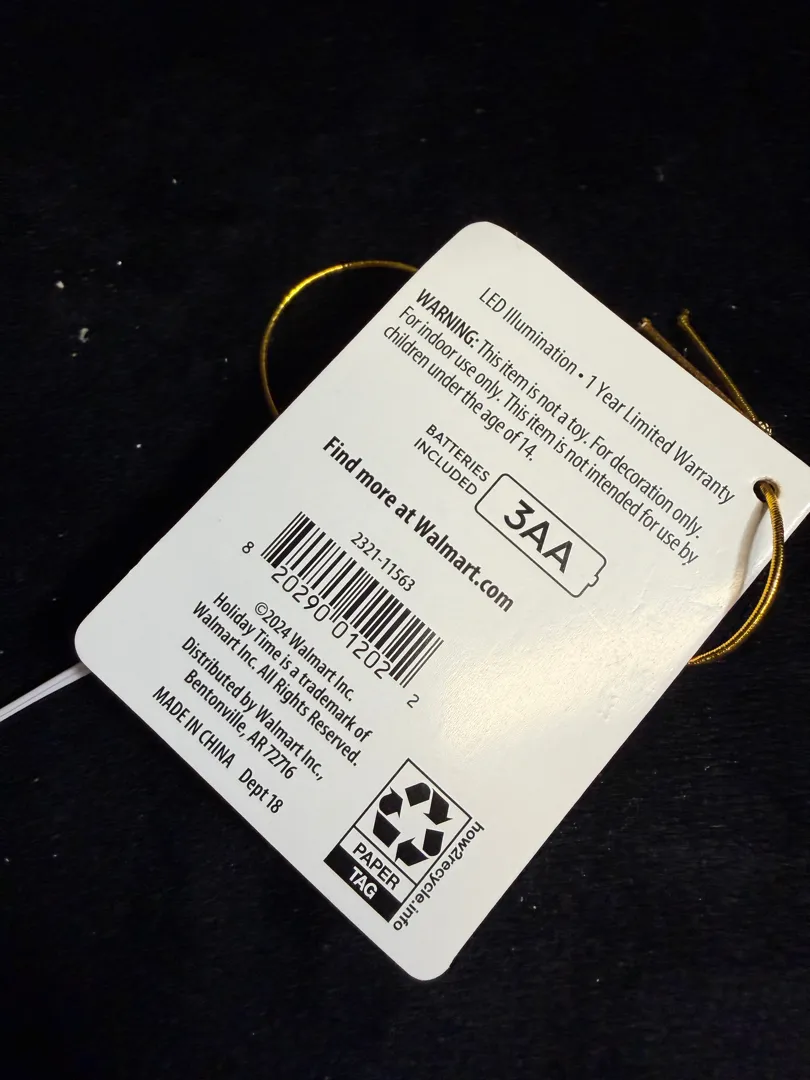 LED Illumination • 1 Year Limited Warranty
WARNING: This item is not a toy. For decoration only.
For indoor use only. This item is not intended for use by
children under the age of 14.
BATTERIES
INCLUDED
3AA
Find more at Walmart.com
2321-11563
8 20290 01202 2
©2024 Walmart Inc.
Holiday Time is a trademark of
Walmart Inc. All Rights Reserved.
Distributed by Walmart Inc.,
Bentonville, AR 72716
MADE IN CHINA Dept 18
PAPER
TAG
how2recycle.info